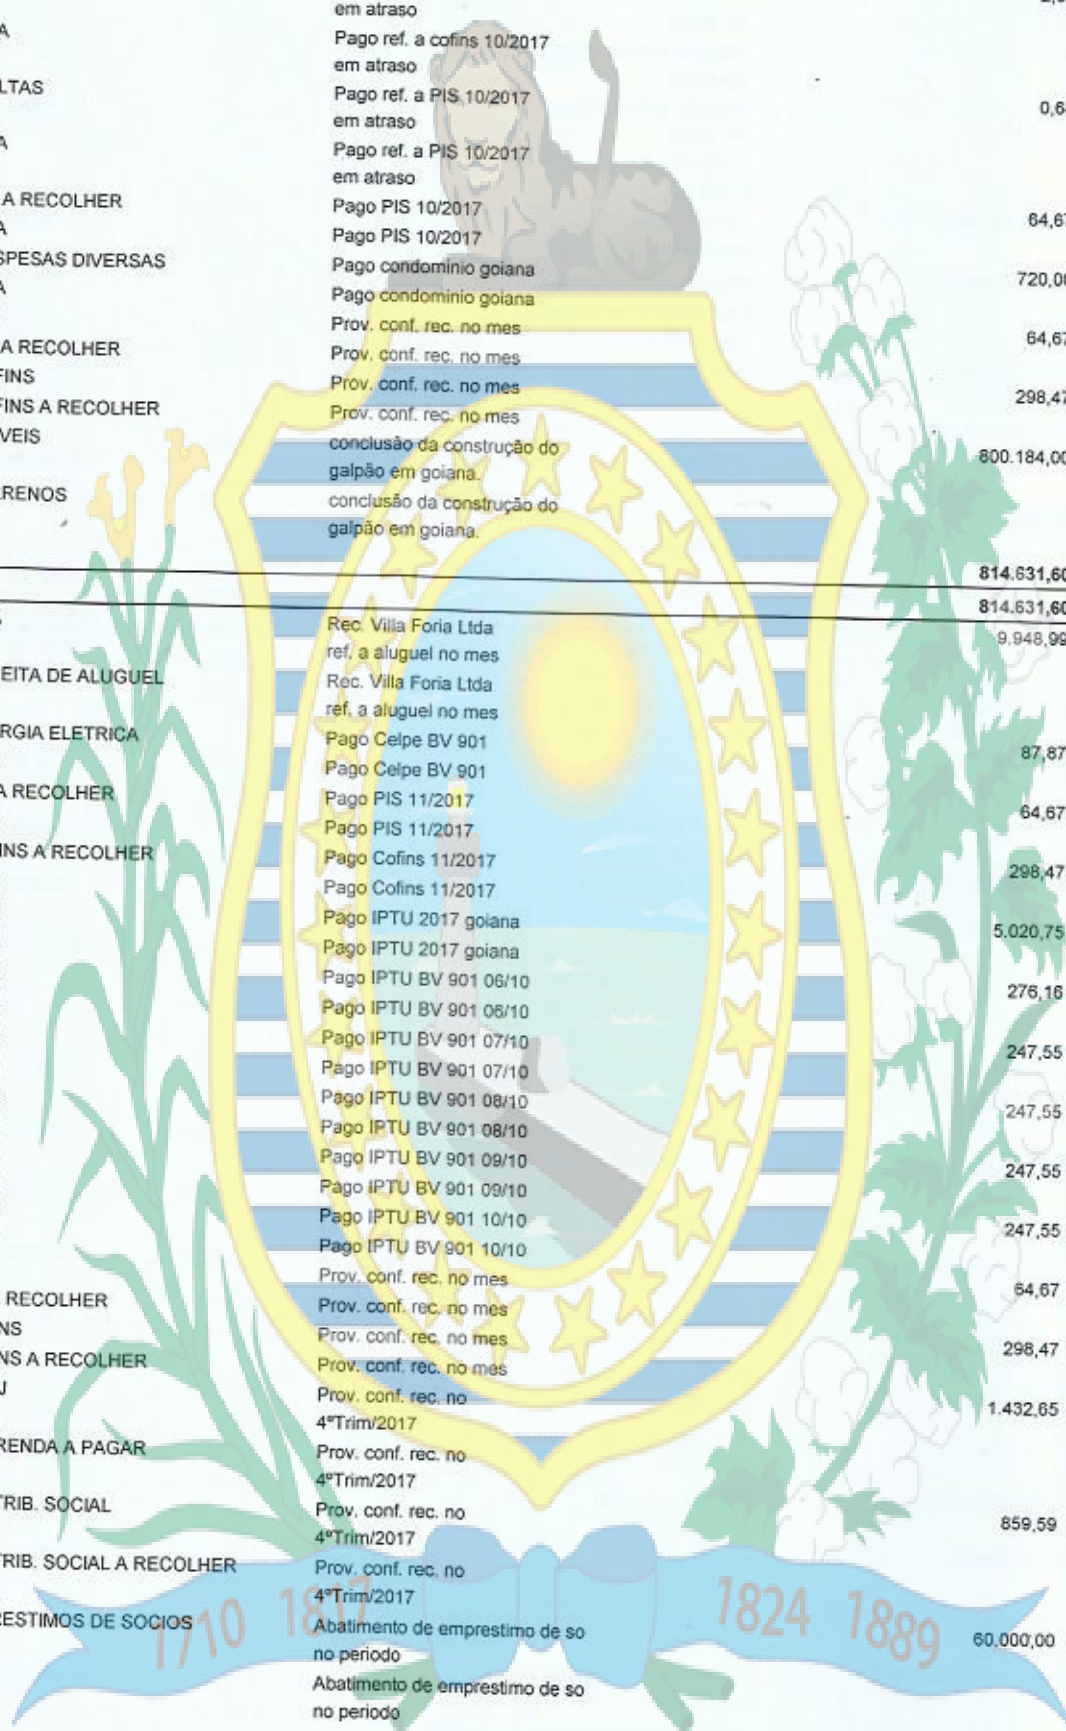 em atraso
A Pago ref. a cofins 10/2017
em atraso
LTAS Pago ref. a PIS 10/2017
em atraso 0,6
A Pago ref. a PIS 10/2017
em atraso
A RECOLHER Pago PIS 10/2017 64,67
A Pago PIS 10/2017
SPESAS DIVERSAS Pago condominio goiana 720,00
A Pago condominio goiana
Prov. conf. rec. no mes 64,67
A RECOLHER Prov. conf. rec. no mes
FINS Prov. conf. rec. no mes 298,47
FINS A RECOLHER Prov. conf. rec. no mes
VEIS conclusão da construção do 800.184,00
galpão em goiana.
RRENOS conclusão da construção do
galpão em goiana.
814.631,60
814.631,60
Rec. Villa Foria Ltda 9.948,99
ref. a aluguel no mes
EITA DE ALUGUEL Rec. Villa Foria Ltda
ref. a aluguel no mes
RGIA ELETRICA Pago Celpe BV 901 87,87
Pago Celpe BV 901
A RECOLHER Pago PIS 11/2017 64,67
Pago PIS 11/2017
INS A RECOLHER Pago Cofins 11/2017 298,47
Pago Cofins 11/2017
Pago IPTU 2017 goiana 5.020,75
Pago IPTU 2017 goiana
Pago IPTU BV 901 06/10 276,16
Pago IPTU BV 901 06/10
Pago IPTU BV 901 07/10 247,55
Pago IPTU BV 901 07/10
Pago IPTU BV 901 08/10 247,55
Pago IPTU BV 901 08/10
Pago IPTU BV 901 09/10 247,55
Pago IPTU BV 901 09/10
Pago IPTU BV 901 10/10 247,55
Pago IPTU BV 901 10/10
Prov. conf. rec. no mes 64,67
RECOLHER Prov. conf. rec. no mes
NS Prov. conf. rec. no mes 298,47
NS A RECOLHER Prov. conf. rec. no mes
J Prov. conf. rec. no 1.432,65
4ºTrim/2017
RENDA A PAGAR Prov. conf. rec. no
4ºTrim/2017
TRIB. SOCIAL Prov. conf. rec. no 859,59
4ºTrim/2017
TRIB. SOCIAL A RECOLHER Prov. conf. rec. no
4ºTrim/2017
RESTIMOS DE SOCIOS Abatimento de emprestimo de so 60.000,00
no periodo
Abatimento de emprestimo de so
no periodo
1710 1817 1824 1889